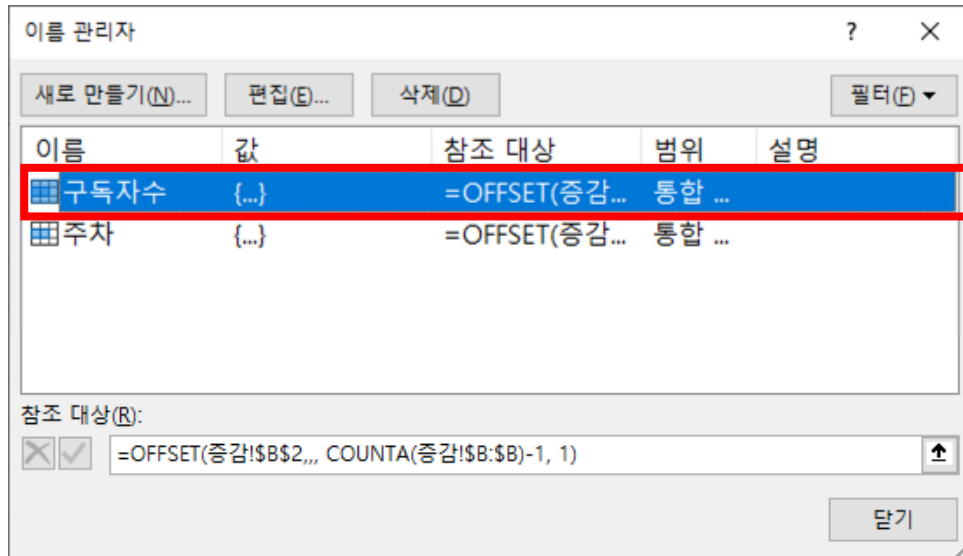 이름 관리자 ?
새로 만들기(N)... 편집(E)... 삭제(D) 필터(F)
이름 값 참조 대상 범위 설명
구독자수 {...} =OFFSET(증감... 통합 ...
주차 {...} =OFFSET(증감... 통합 ...
참조 대상(R):
=OFFSET(증감!$B$2,,, COUNTA(증감!$B:$B)-1, 1)
닫기